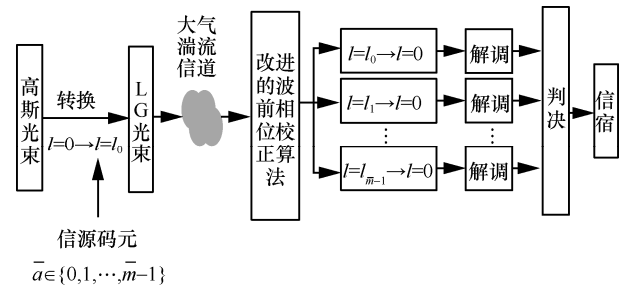 高斯光束
转换
l=0→l=l₀
信源码元
a̅∈{0,1,⋯,m̅−1}
LG光束
大气
湍流
信道
改进的波前相位校正算法
l=l₀→l=0
l=l₁→l=0
⋮
l=l_{m̅−1}→l=0
解调
解调
⋮
解调
判决
信宿